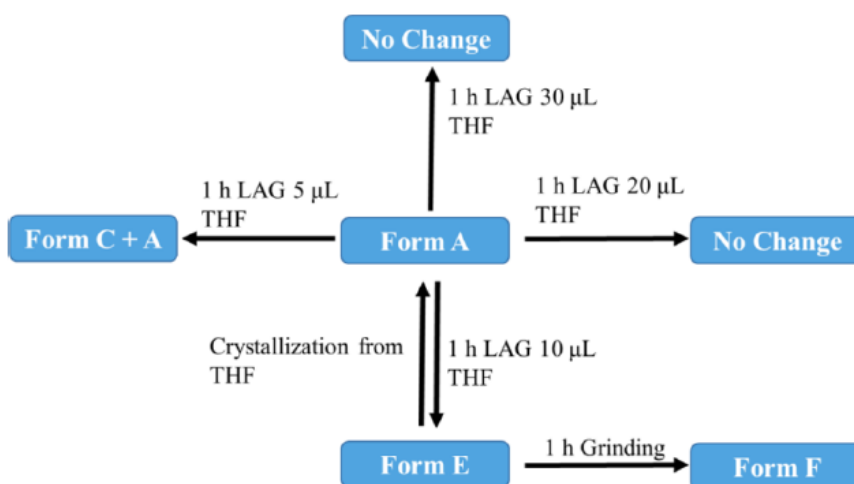 No Change
1 h LAG 30 μL
THF
1 h LAG 5 μL
THF
1 h LAG 20 μL
THF
Form C + A
Form A
No Change
Crystallization from
THF
1 h LAG 10 μL
THF
1 h Grinding
Form E
Form F